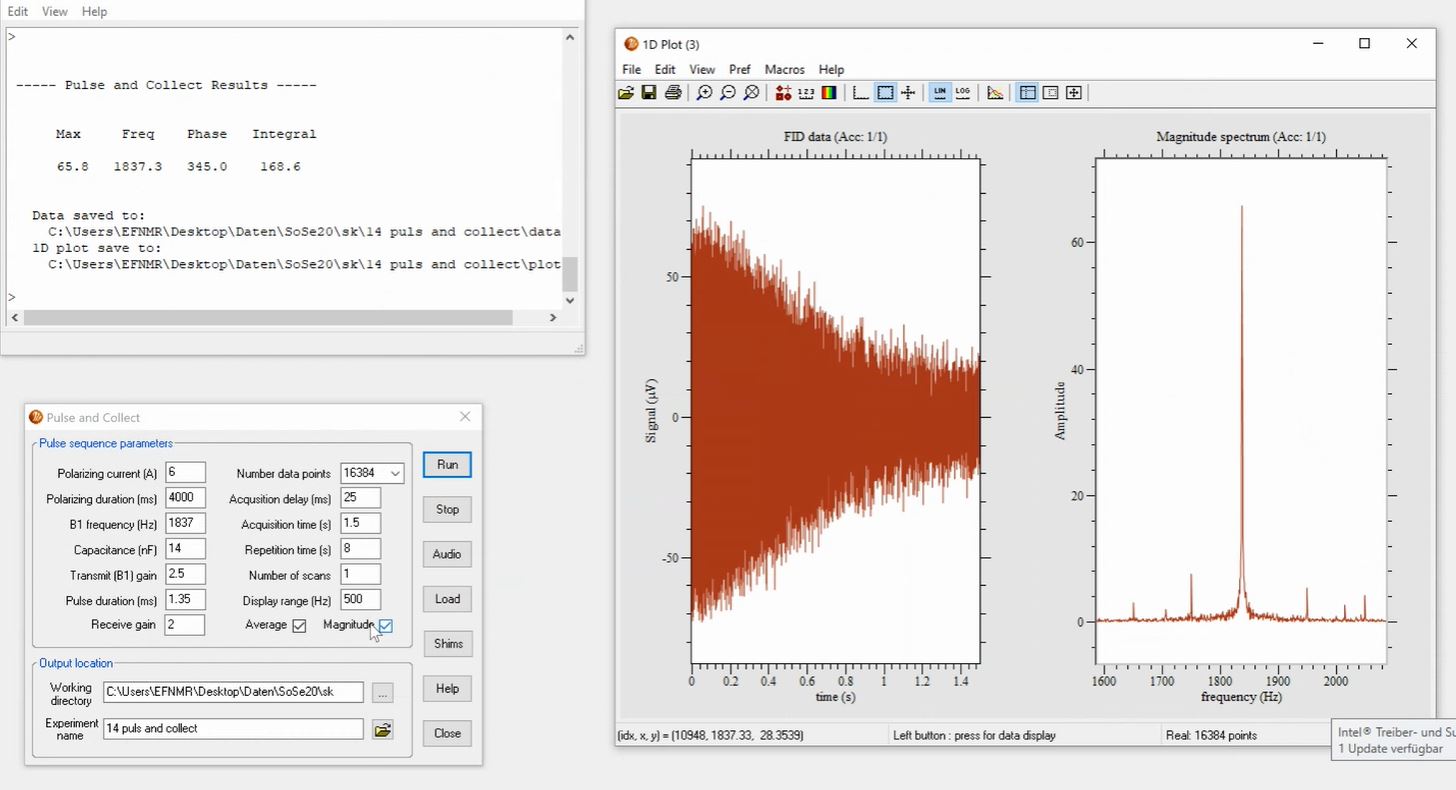 Edit View Help
>
----- Pulse and Collect Results -----
Max Freq Phase Integral
65.8 1837.3 345.0 168.6
Data saved to:
C:\Users\EFNMR\Desktop\Daten\SoSe20\sk\14 puls and collect\data
1D plot save to:
C:\Users\EFNMR\Desktop\Daten\SoSe20\sk\14 puls and collect\plot
>
Pulse and Collect
Pulse sequence parameters
Polarizing current (A) 6 Number data points 16384
Polarizing duration (ms) 4000 Acqusition delay (ms) 25
B1 frequency (Hz) 1837 Acquisition time (s) 1.5
Capacitance (nF) 14 Repetition time (s) 8
Transmit (B1) gain 2.5 Number of scans 1
Pulse duration (ms) 1.35 Display range (Hz) 500
Receive gain 2 Average Magnitude
Run
Stop
Audio
Load
Shims
Help
Close
Output location
Working directory C:\Users\EFNMR\Desktop\Daten\SoSe20\sk ...
Experiment name 14 puls and collect
1D Plot (3)
File Edit View Pref Macros Help
1 2 3 LIN LOG
FID data (Acc: 1/1)
Signal (µV)
50
0
-50
0 0.2 0.4 0.6 0.8 1 1.2 1.4
time (s)
Magnitude spectrum (Acc: 1/1)
Amplitude
60
40
20
0
1600 1700 1800 1900 2000
frequency (Hz)
(idx, x, y) = (10948, 1837.33, 28.3539) Left button : press for data display Real: 16384 points
Intel® Treiber- und Su
1 Update verfügbar